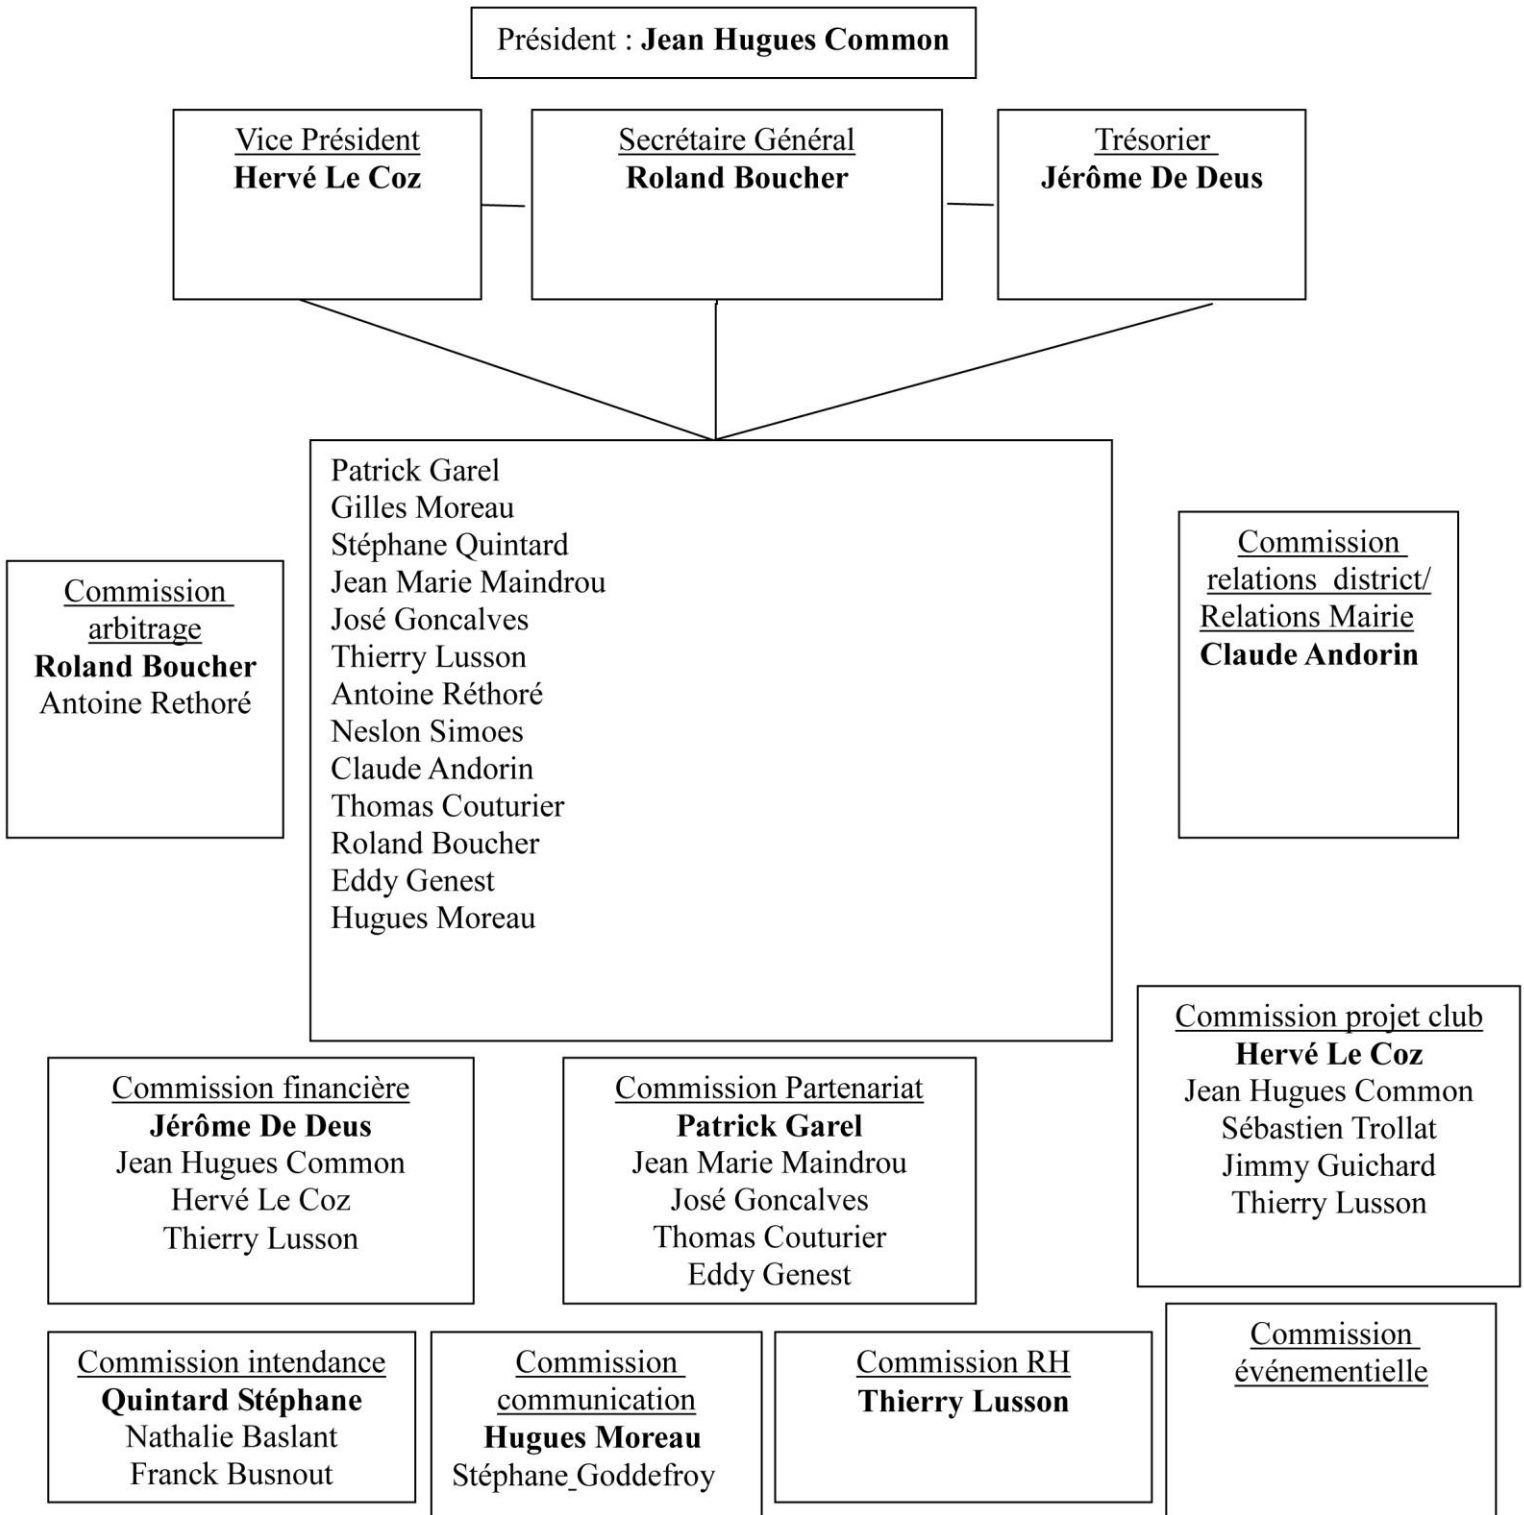 Président : Jean Hugues Common
Vice Président
Hervé Le Coz
Secrétaire Général
Roland Boucher
Trésorier
Jérôme De Deus
Patrick Garel
Gilles Moreau
Stéphane Quintard
Jean Marie Maindrou
José Goncalves
Thierry Lusson
Antoine Réthoré
Neslon Simoes
Claude Andorin
Thomas Couturier
Roland Boucher
Eddy Genest
Hugues Moreau
Commission
arbitrage
Roland Boucher
Antoine Rethoré
Commission
relations district/
Relations Mairie
Claude Andorin
Commission financière
Jérôme De Deus
Jean Hugues Common
Hervé Le Coz
Thierry Lusson
Commission Partenariat
Patrick Garel
Jean Marie Maindrou
José Goncalves
Thomas Couturier
Eddy Genest
Commission projet club
Hervé Le Coz
Jean Hugues Common
Sébastien Trollat
Jimmy Guichard
Thierry Lusson
Commission intendance
Quintard Stéphane
Nathalie Baslant
Franck Busnout
Commission
communication
Hugues Moreau
Stéphane Goddefroy
Commission RH
Thierry Lusson
Commission
événementielle